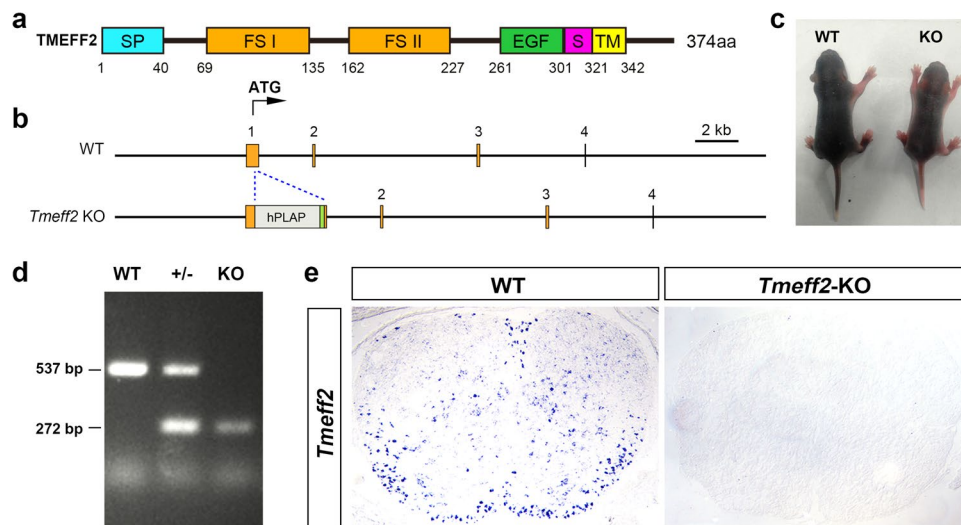 a
TMEFF2 SP FS I FS II EGF S TM 374aa
1 40 69 135 162 227 261 301 321 342
b
ATG
WT 1 2 3 4 2 kb
Tmeff2 KO hPLAP 2 3 4
c
WT KO
d
WT +/- KO
537 bp
272 bp
e
WT Tmeff2-KO
Tmeff2